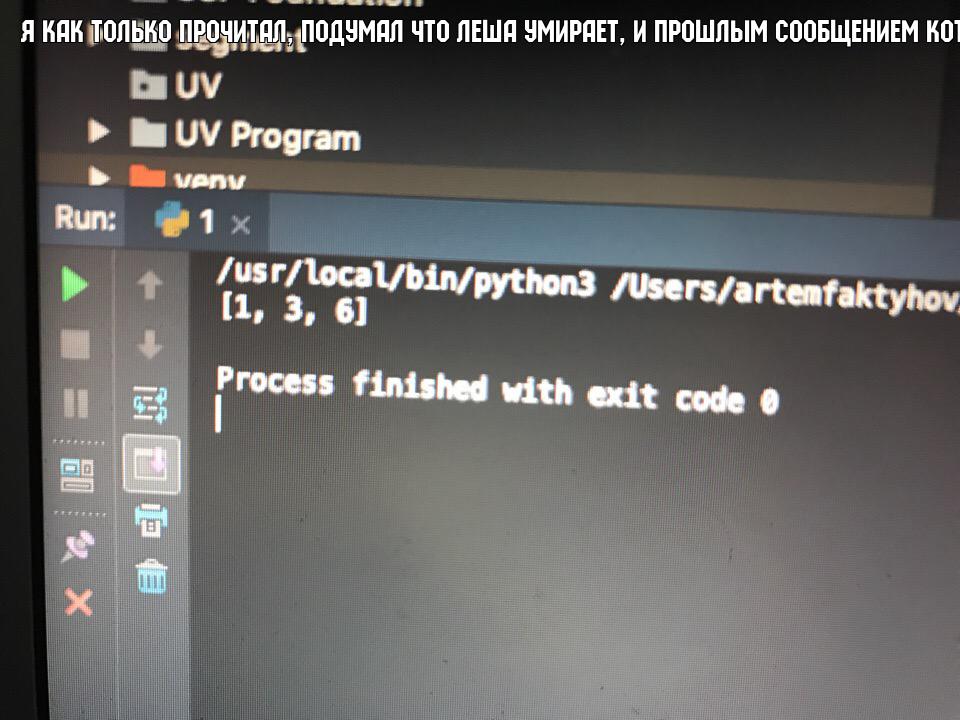 Я КАК ТОЛЬКО ПРОЧИТАЛ, ПОДУМАЛ ЧТО ЛЕША УМИРАЕТ, И ПРОШЛЫМ СООБЩЕНИЕМ
segment
UV
UV Program
venv
Run: 1
/usr/local/bin/python3 /Users/artemfaktyhov
[1, 3, 6]
Process finished with exit code 0